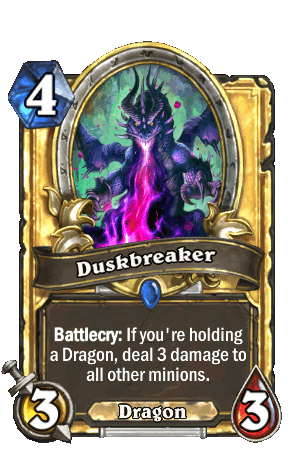 4
Duskbreaker
Battlecry: If you're holding
a Dragon, deal 3 damage to
all other minions.
3
Dragon
3